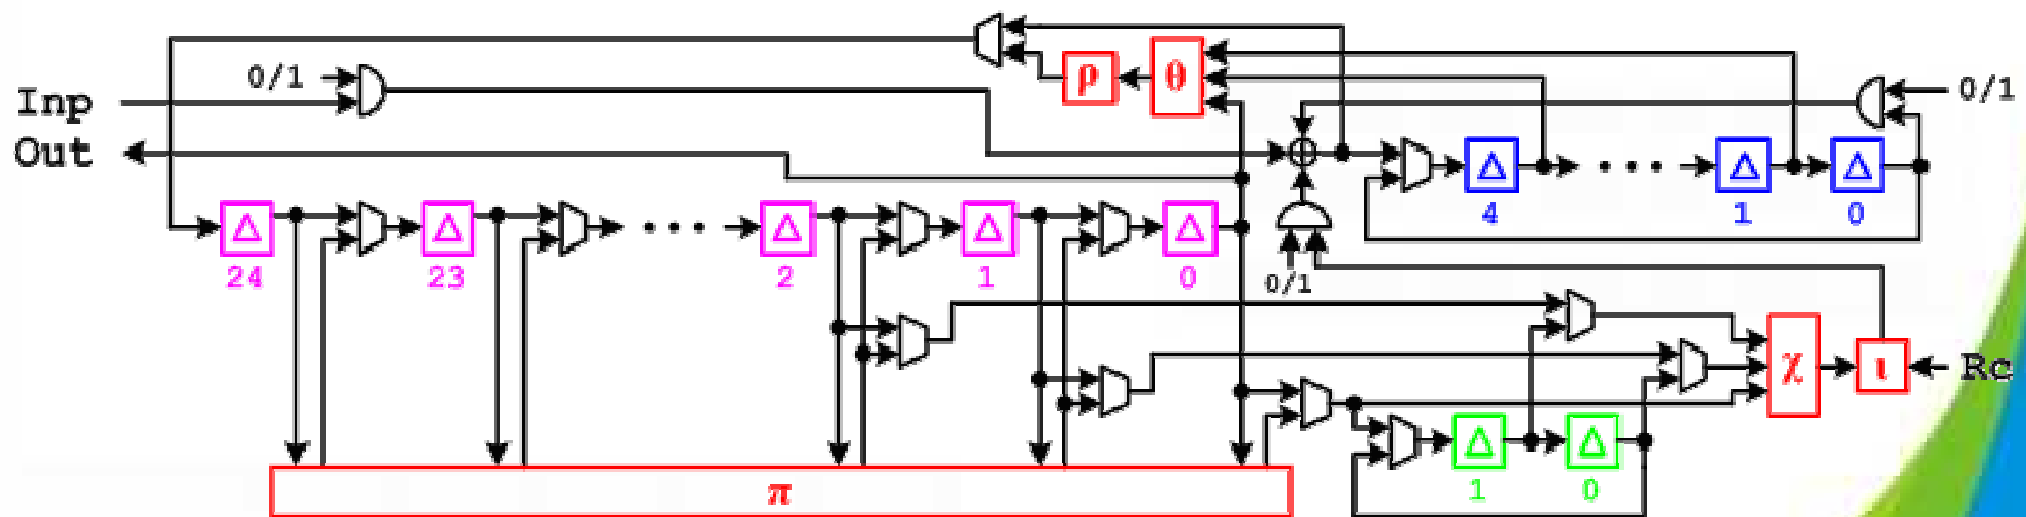 ρ θ
0/1 0/1
Inp
Out
Δ Δ Δ
4 1 0
Δ Δ Δ Δ Δ
24 23 2 1 0
0/1
χ ι Rc
Δ Δ
1 0
π